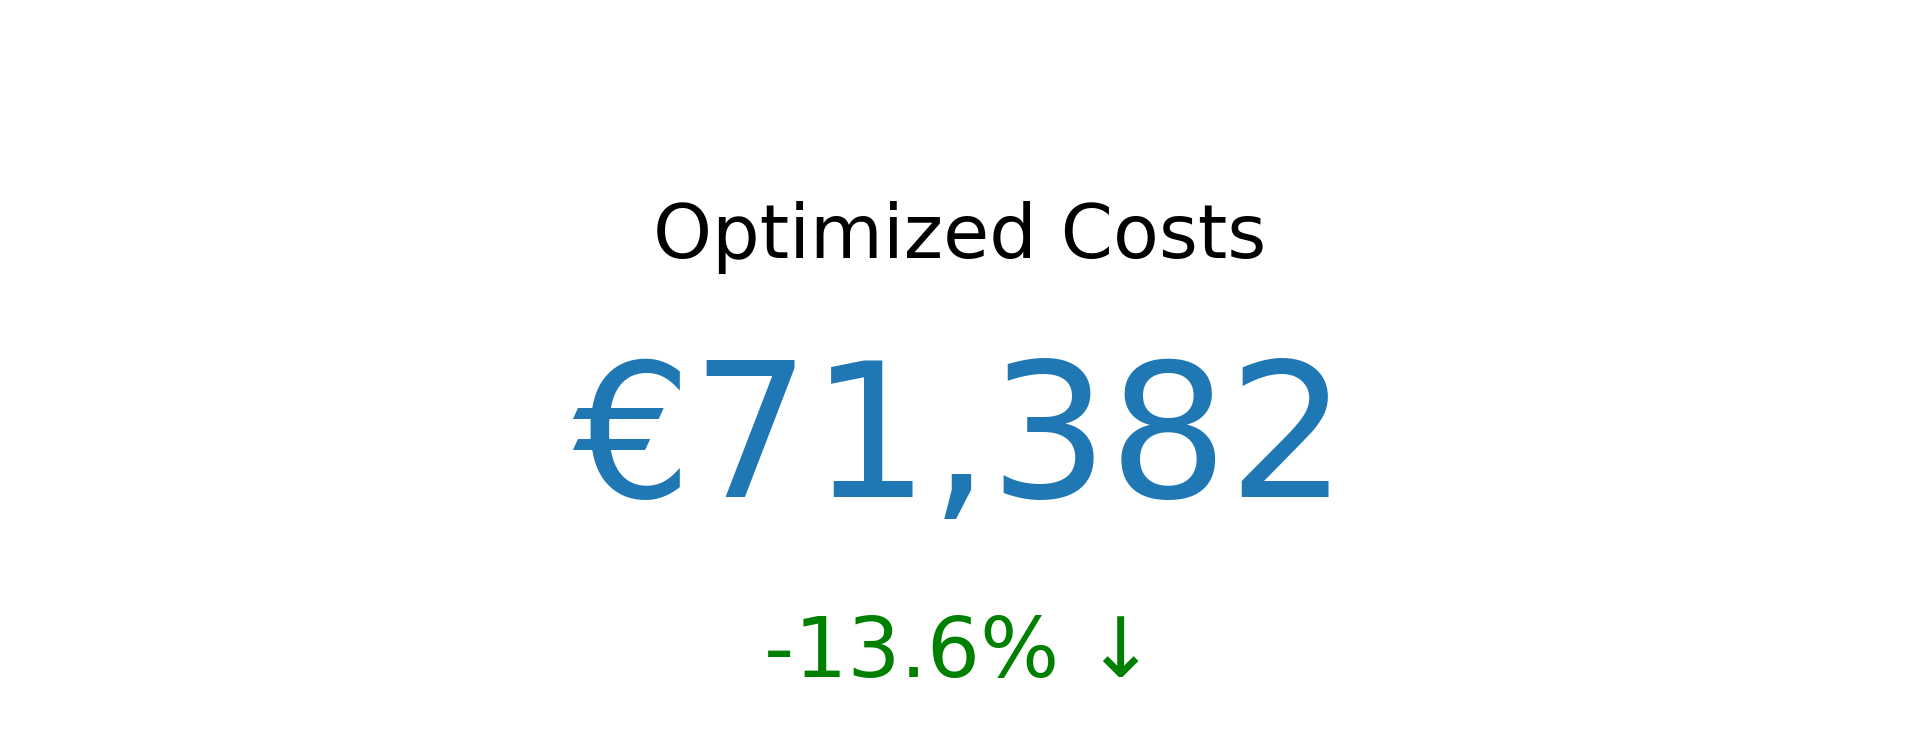 Optimized Costs
€71,382
-13.6% ↓